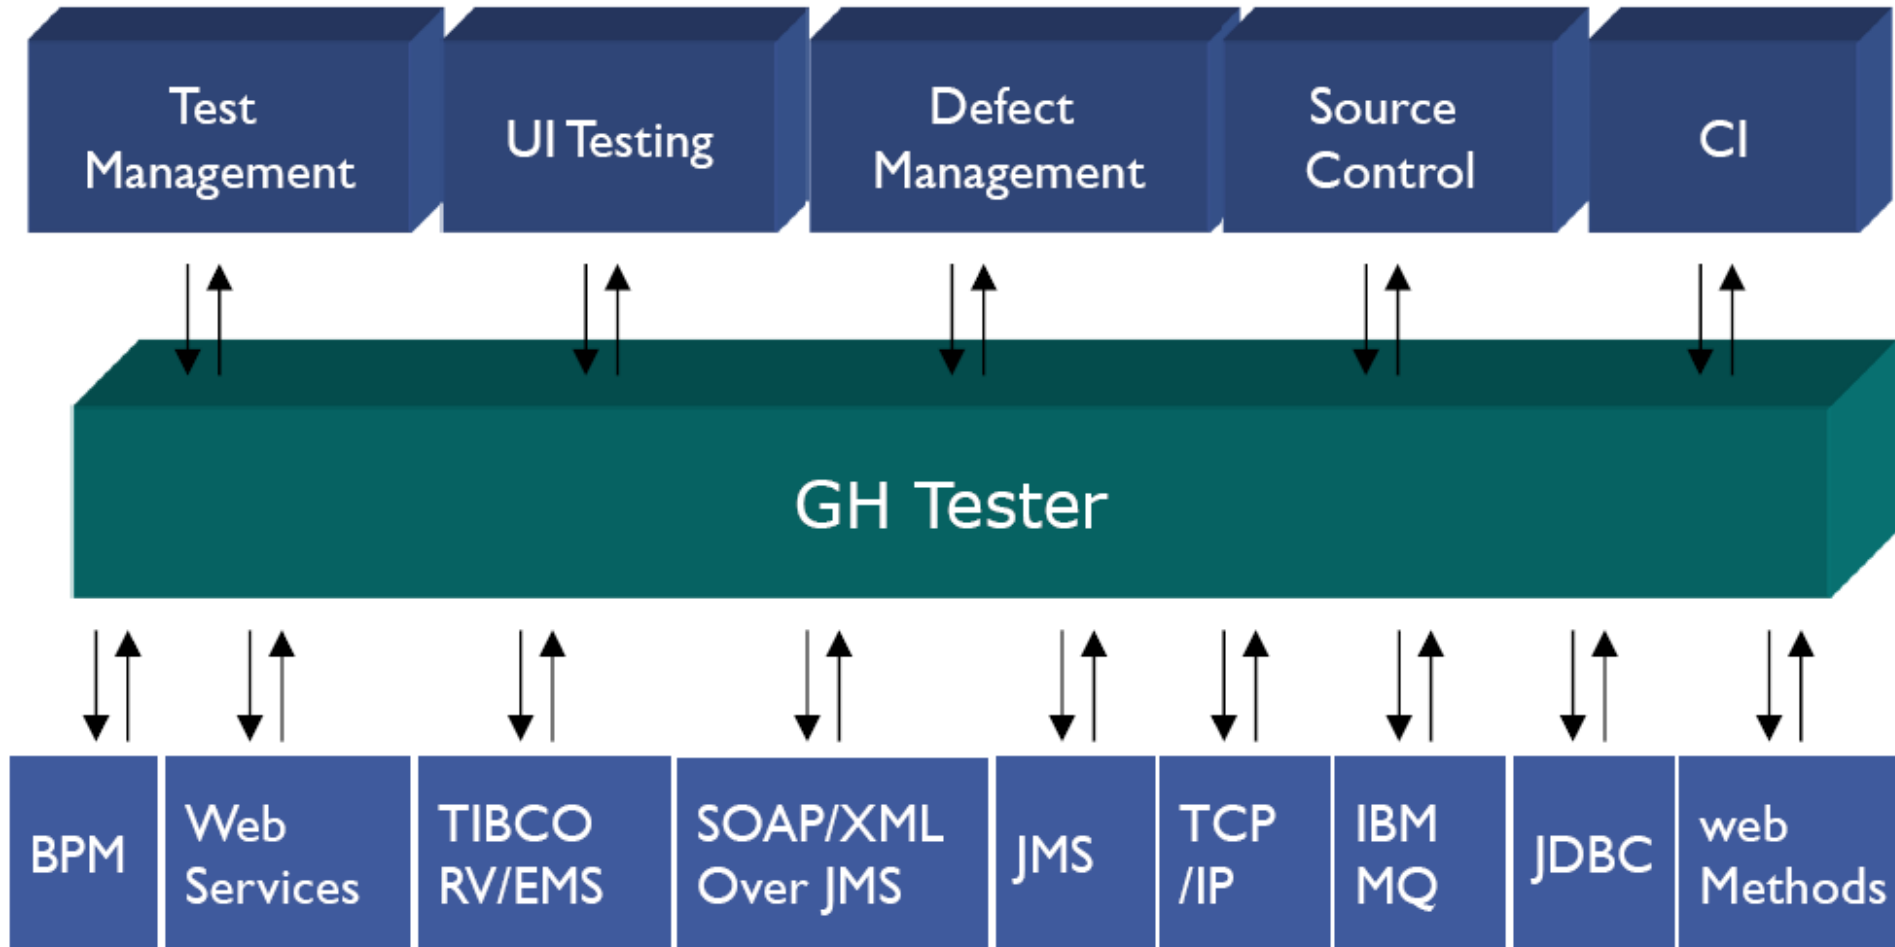 Test
Management
UI Testing
Defect
Management
Source
Control
CI
GH Tester
BPM
Web
Services
TIBCO
RV/EMS
SOAP/XML
Over JMS
JMS
TCP
/IP
IBM
MQ
JDBC
web
Methods